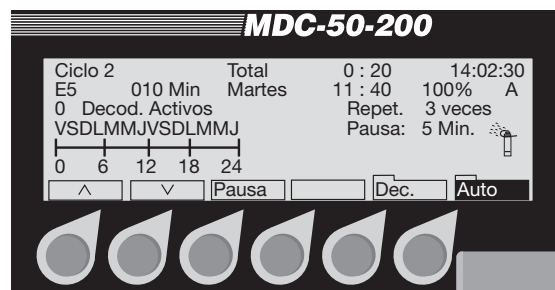 MDC-50-200
Ciclo 2 Total 0 : 20 14:02:30
E5 010 Min Martes 11 : 40 100% A
0 Decod. Activos Repet. 3 veces
VSDLMMJVSDLMMJ Pausa: 5 Min.
0 6 12 18 24
Pausa Dec. Auto